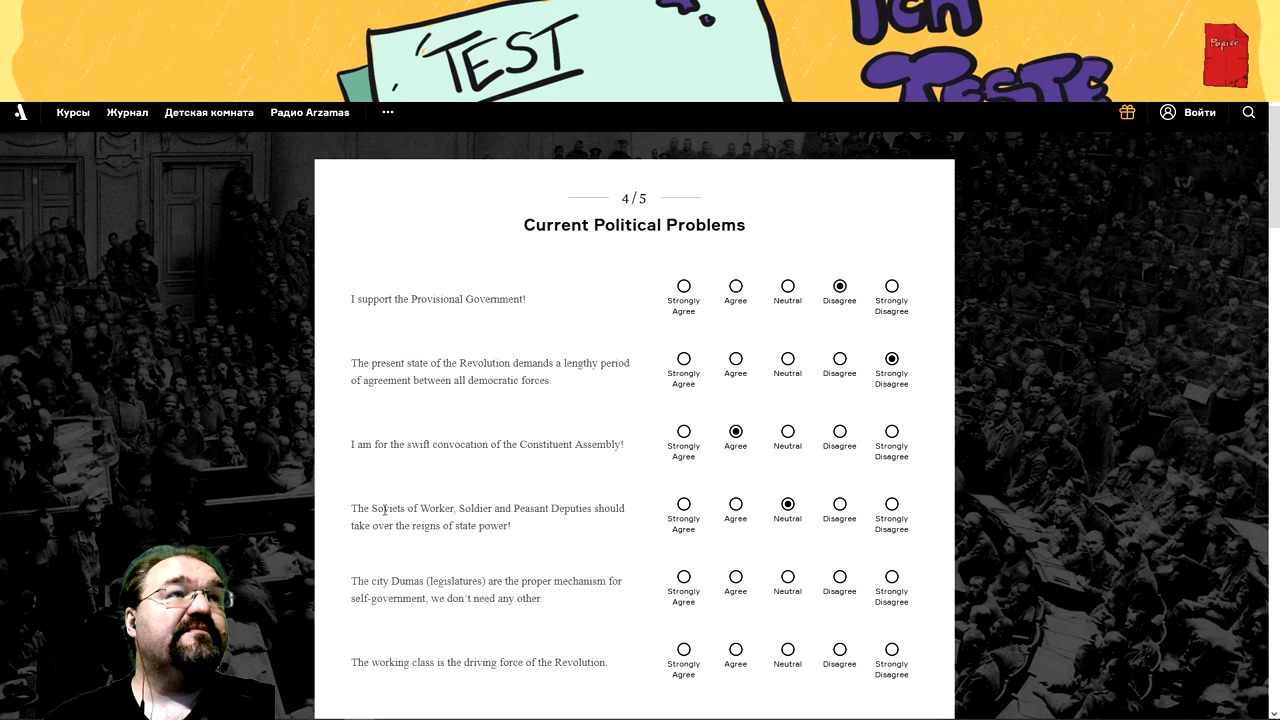 TEST
ICH
TESTE
Papier
Курсы Журнал Детская комната Радио Arzamas ••• Войти
4/5
Current Political Problems
I support the Provisional Government!
Strongly Agree Agree Neutral Disagree Strongly Disagree
The present state of the Revolution demands a lengthy period
of agreement between all democratic forces.
Strongly Agree Agree Neutral Disagree Strongly Disagree
I am for the swift convocation of the Constituent Assembly!
Strongly Agree Agree Neutral Disagree Strongly Disagree
The Soviets of Worker, Soldier and Peasant Deputies should
take over the reigns of state power!
Strongly Agree Agree Neutral Disagree Strongly Disagree
The city Dumas (legislatures) are the proper mechanism for
self-government, we don't need any other.
Strongly Agree Agree Neutral Disagree Strongly Disagree
The working class is the driving force of the Revolution.
Strongly Agree Agree Neutral Disagree Strongly Disagree